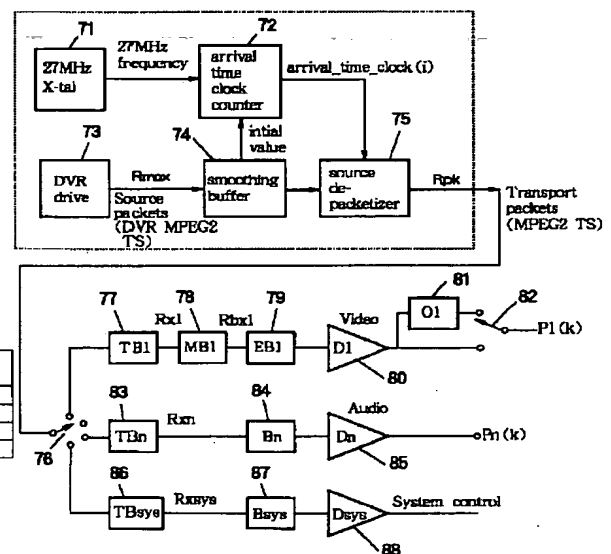 71
27MHz
X-tal
27MHz
frequency
72
arrival
time
clock
counter
arrival_time_clock(i)
73
DVR
drive
Rmax
Source
packets
(DVR MPEG2
TS)
74
intial
value
smoothing
buffer
75
source
de-
packetizer
Rpk
Transport
packets
(MPEG2 TS)
76
77
TB1
Rx1
78
MB1
Rbx1
79
EB1
Video
D1
80
81
O1
82
P1(k)
83
TBn
Rxn
84
Bn
Audio
Dn
85
Pn(k)
86
TBsys
Rxsys
87
Bsys
Dsys
88
System control